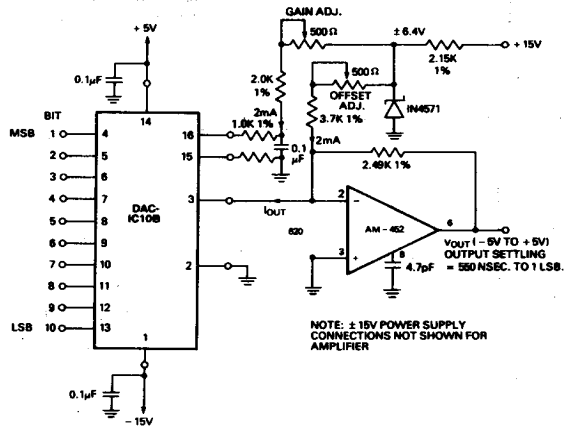 GAIN ADJ.
+ 5V
500Ω
± 6.4V
+ 15V
2.15K
1%
0.1µF
2.0K
1%
500Ω
OFFSET
ADJ.
IN4571
BIT
14
2mA
1.0K 1%
3.7K 1%
MSB
1
4
16
0.1
µF
2mA
2
5
15
2.49K 1%
3
6
4
7
DAC-
IC10B
3
IOUT
2
–
6
5
8
620
AM-452
6
9
3
+
8
VOUT (– 5V TO + 5V)
OUTPUT SETTLING
= 550 NSEC. TO 1 LSB.
7
10
2
4.7pF
8
11
9
12
LSB
10
13
1
NOTE: ± 15V POWER SUPPLY
CONNECTIONS NOT SHOWN FOR
AMPLIFIER
0.1µF
– 15V